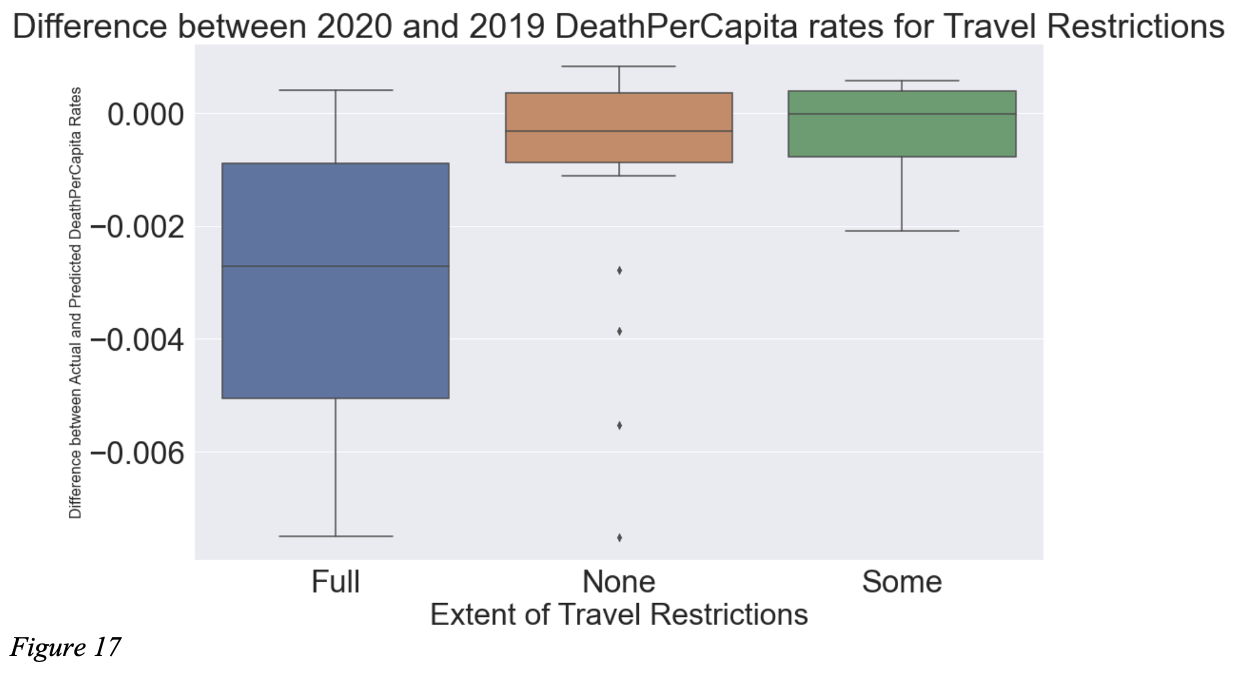 Difference between 2020 and 2019 DeathPerCapita rates for Travel Restrictions
Difference between Actual and Predicted DeathPerCapita Rates
0.000
−0.002
−0.004
−0.006
Full None Some
Extent of Travel Restrictions
Figure 17